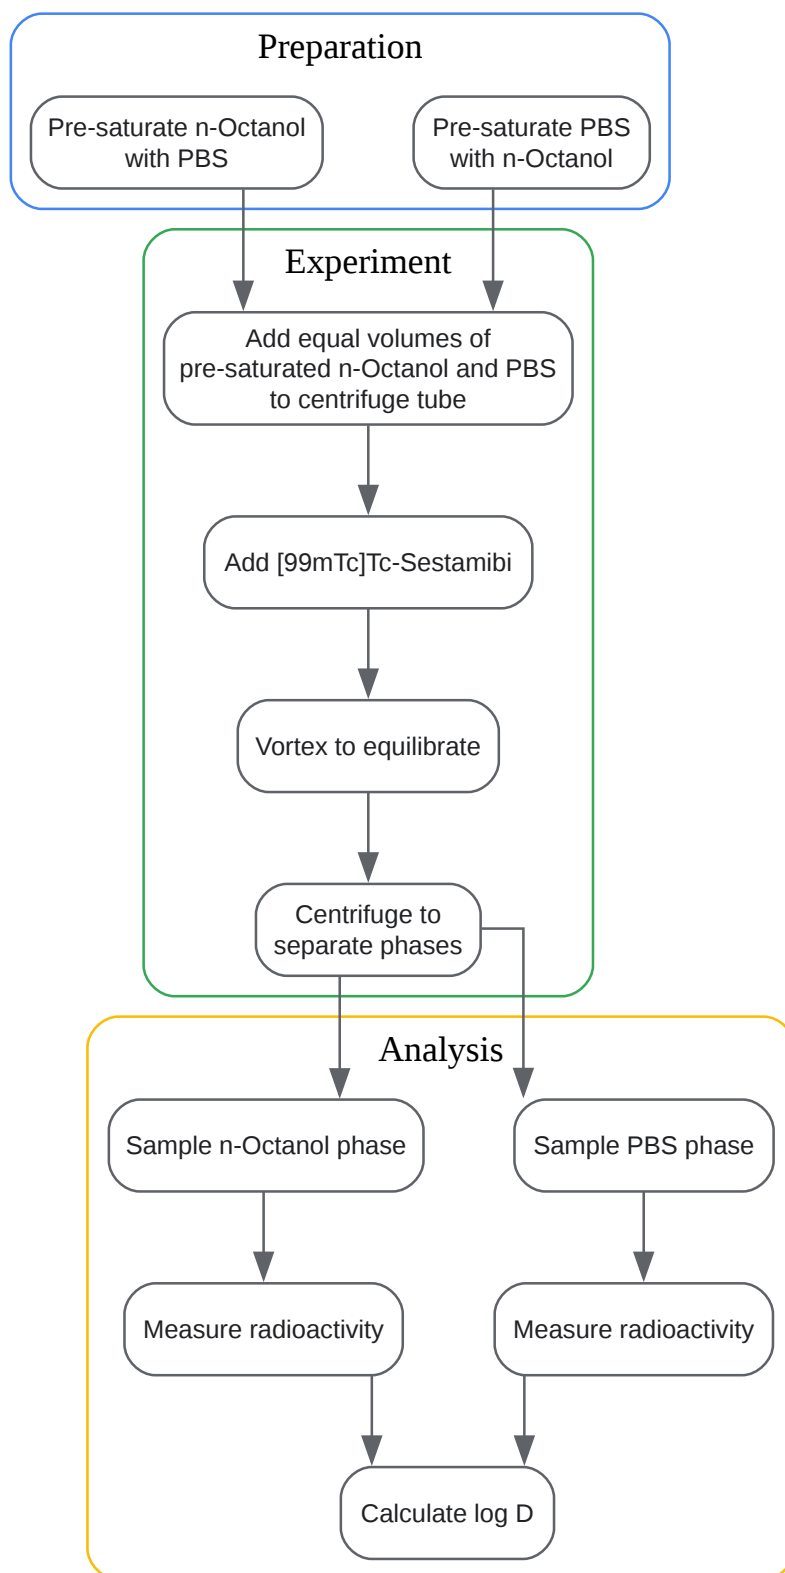 Preparation
Pre-saturate n-Octanol
with PBS
Pre-saturate PBS
with n-Octanol
Experiment
Add equal volumes of
pre-saturated n-Octanol and PBS
to centrifuge tube
Add [99mTc]Tc-Sestamibi
Vortex to equilibrate
Centrifuge to
separate phases
Analysis
Sample n-Octanol phase
Sample PBS phase
Measure radioactivity
Measure radioactivity
Calculate log D